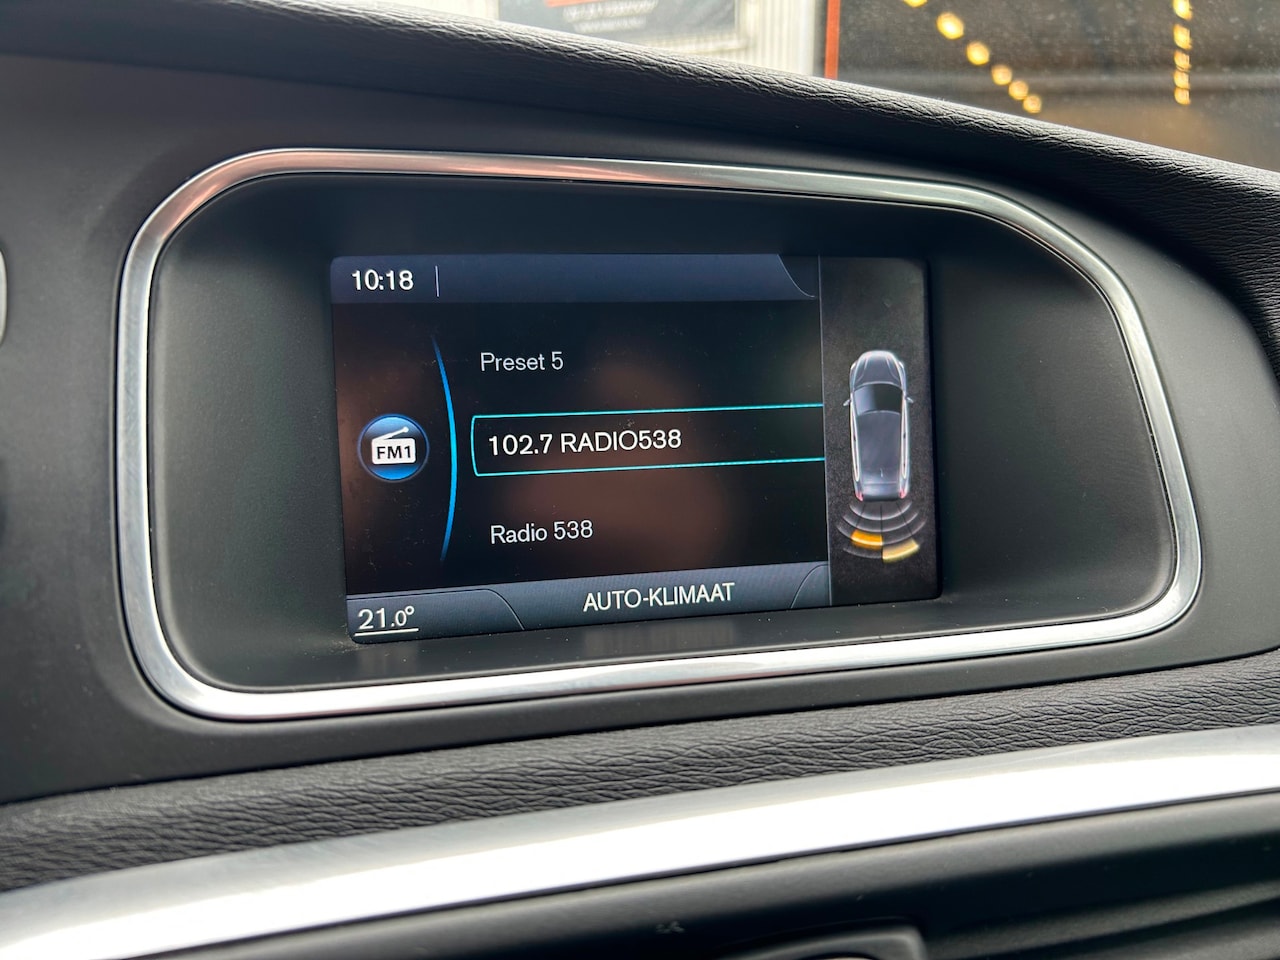 10:18
Preset 5
FM1
102.7 RADIO538
Radio 538
21.0°
AUTO-KLIMAAT